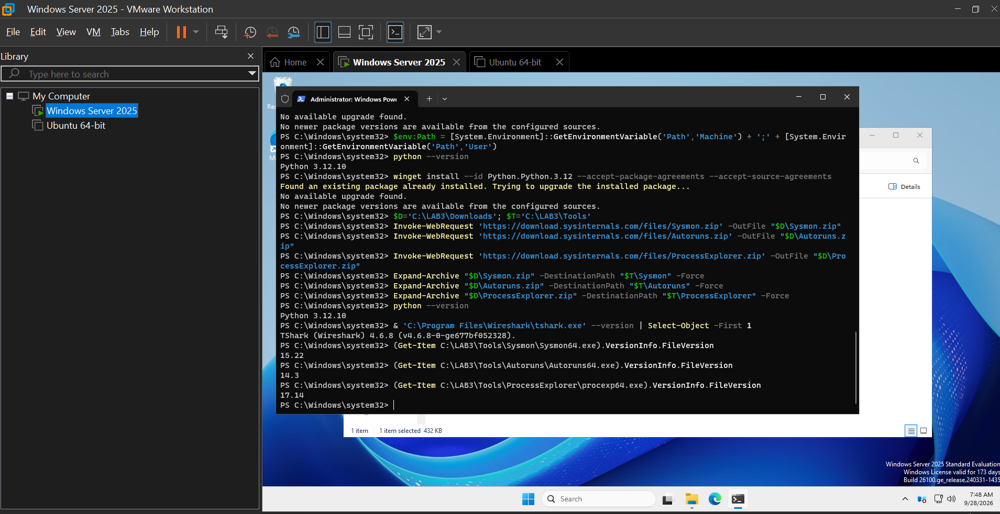 Windows Server 2025 - VMware Workstation
File Edit View VM Tabs Help
Library
Type here to search
My Computer
Windows Server 2025
Ubuntu 64-bit
Home
Windows Server 2025
Ubuntu 64-bit
Administrator: Windows Powe
No available upgrade found.
No newer package versions are available from the configured sources.
PS C:\Windows\system32> $env:Path = [System.Environment]::GetEnvironmentVariable('Path','Machine') + ';' + [System.Envir
onment]::GetEnvironmentVariable('Path','User')
PS C:\Windows\system32> python --version
Python 3.12.10
PS C:\Windows\system32> winget install --id Python.Python.3.12 --accept-package-agreements --accept-source-agreements
Found an existing package already installed. Trying to upgrade the installed package...
No available upgrade found.
No newer package versions are available from the configured sources.
PS C:\Windows\system32> $D='C:\LAB3\Downloads'; $T='C:\LAB3\Tools'
PS C:\Windows\system32> Invoke-WebRequest 'https://download.sysinternals.com/files/Sysmon.zip' -OutFile "$D\Sysmon.zip"
PS C:\Windows\system32> Invoke-WebRequest 'https://download.sysinternals.com/files/Autoruns.zip' -OutFile "$D\Autoruns.z
ip"
PS C:\Windows\system32> Invoke-WebRequest 'https://download.sysinternals.com/files/ProcessExplorer.zip' -OutFile "$D\Pro
cessExplorer.zip"
PS C:\Windows\system32> Expand-Archive "$D\Sysmon.zip" -DestinationPath "$T\Sysmon" -Force
PS C:\Windows\system32> Expand-Archive "$D\Autoruns.zip" -DestinationPath "$T\Autoruns" -Force
PS C:\Windows\system32> Expand-Archive "$D\ProcessExplorer.zip" -DestinationPath "$T\ProcessExplorer" -Force
PS C:\Windows\system32> python --version
Python 3.12.10
PS C:\Windows\system32> & 'C:\Program Files\Wireshark\tshark.exe' --version | Select-Object -First 1
TShark (Wireshark) 4.6.8 (v4.6.8-0-ge677bf052328).
PS C:\Windows\system32> (Get-Item C:\LAB3\Tools\Sysmon\Sysmon64.exe).VersionInfo.FileVersion
15.22
PS C:\Windows\system32> (Get-Item C:\LAB3\Tools\Autoruns\Autoruns64.exe).VersionInfo.FileVersion
14.3
PS C:\Windows\system32> (Get-Item C:\LAB3\Tools\ProcessExplorer\procexp64.exe).VersionInfo.FileVersion
17.14
PS C:\Windows\system32>
Details
1 item 1 item selected 432 KB
Windows Server 2025 Standard Evaluation
Windows License valid for 173 days
Build 26100.ge_release.240331-1435
Search
7:48 AM
9/28/2026